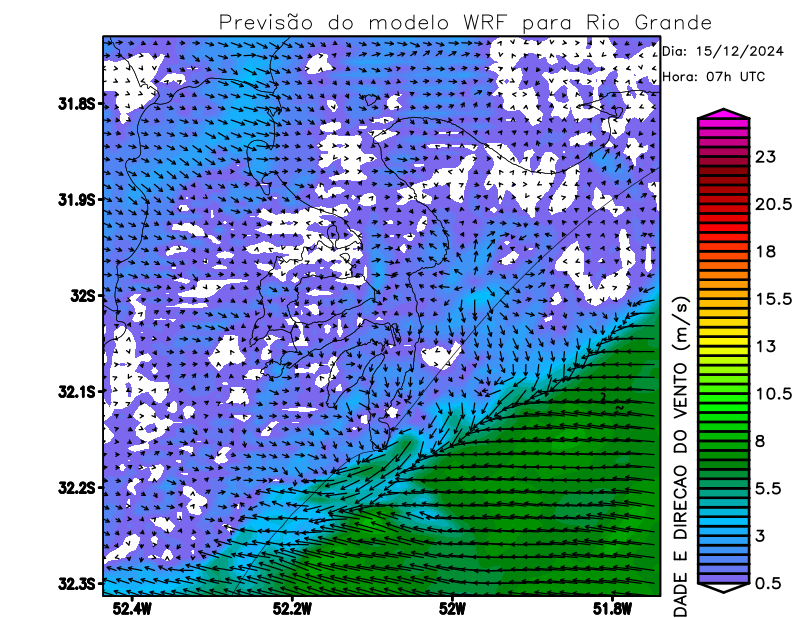 Previsão do modelo WRF para Rio Grande
Dia: 15/12/2024
Hora: 07h UTC
31.8S
31.9S
32S
32.1S
32.2S
32.3S
52.4W
52.2W
52W
51.8W
23
20.5
18
15.5
13
10.5
8
5.5
3
0.5
DADE E DIRECAO DO VENTO (m/s)